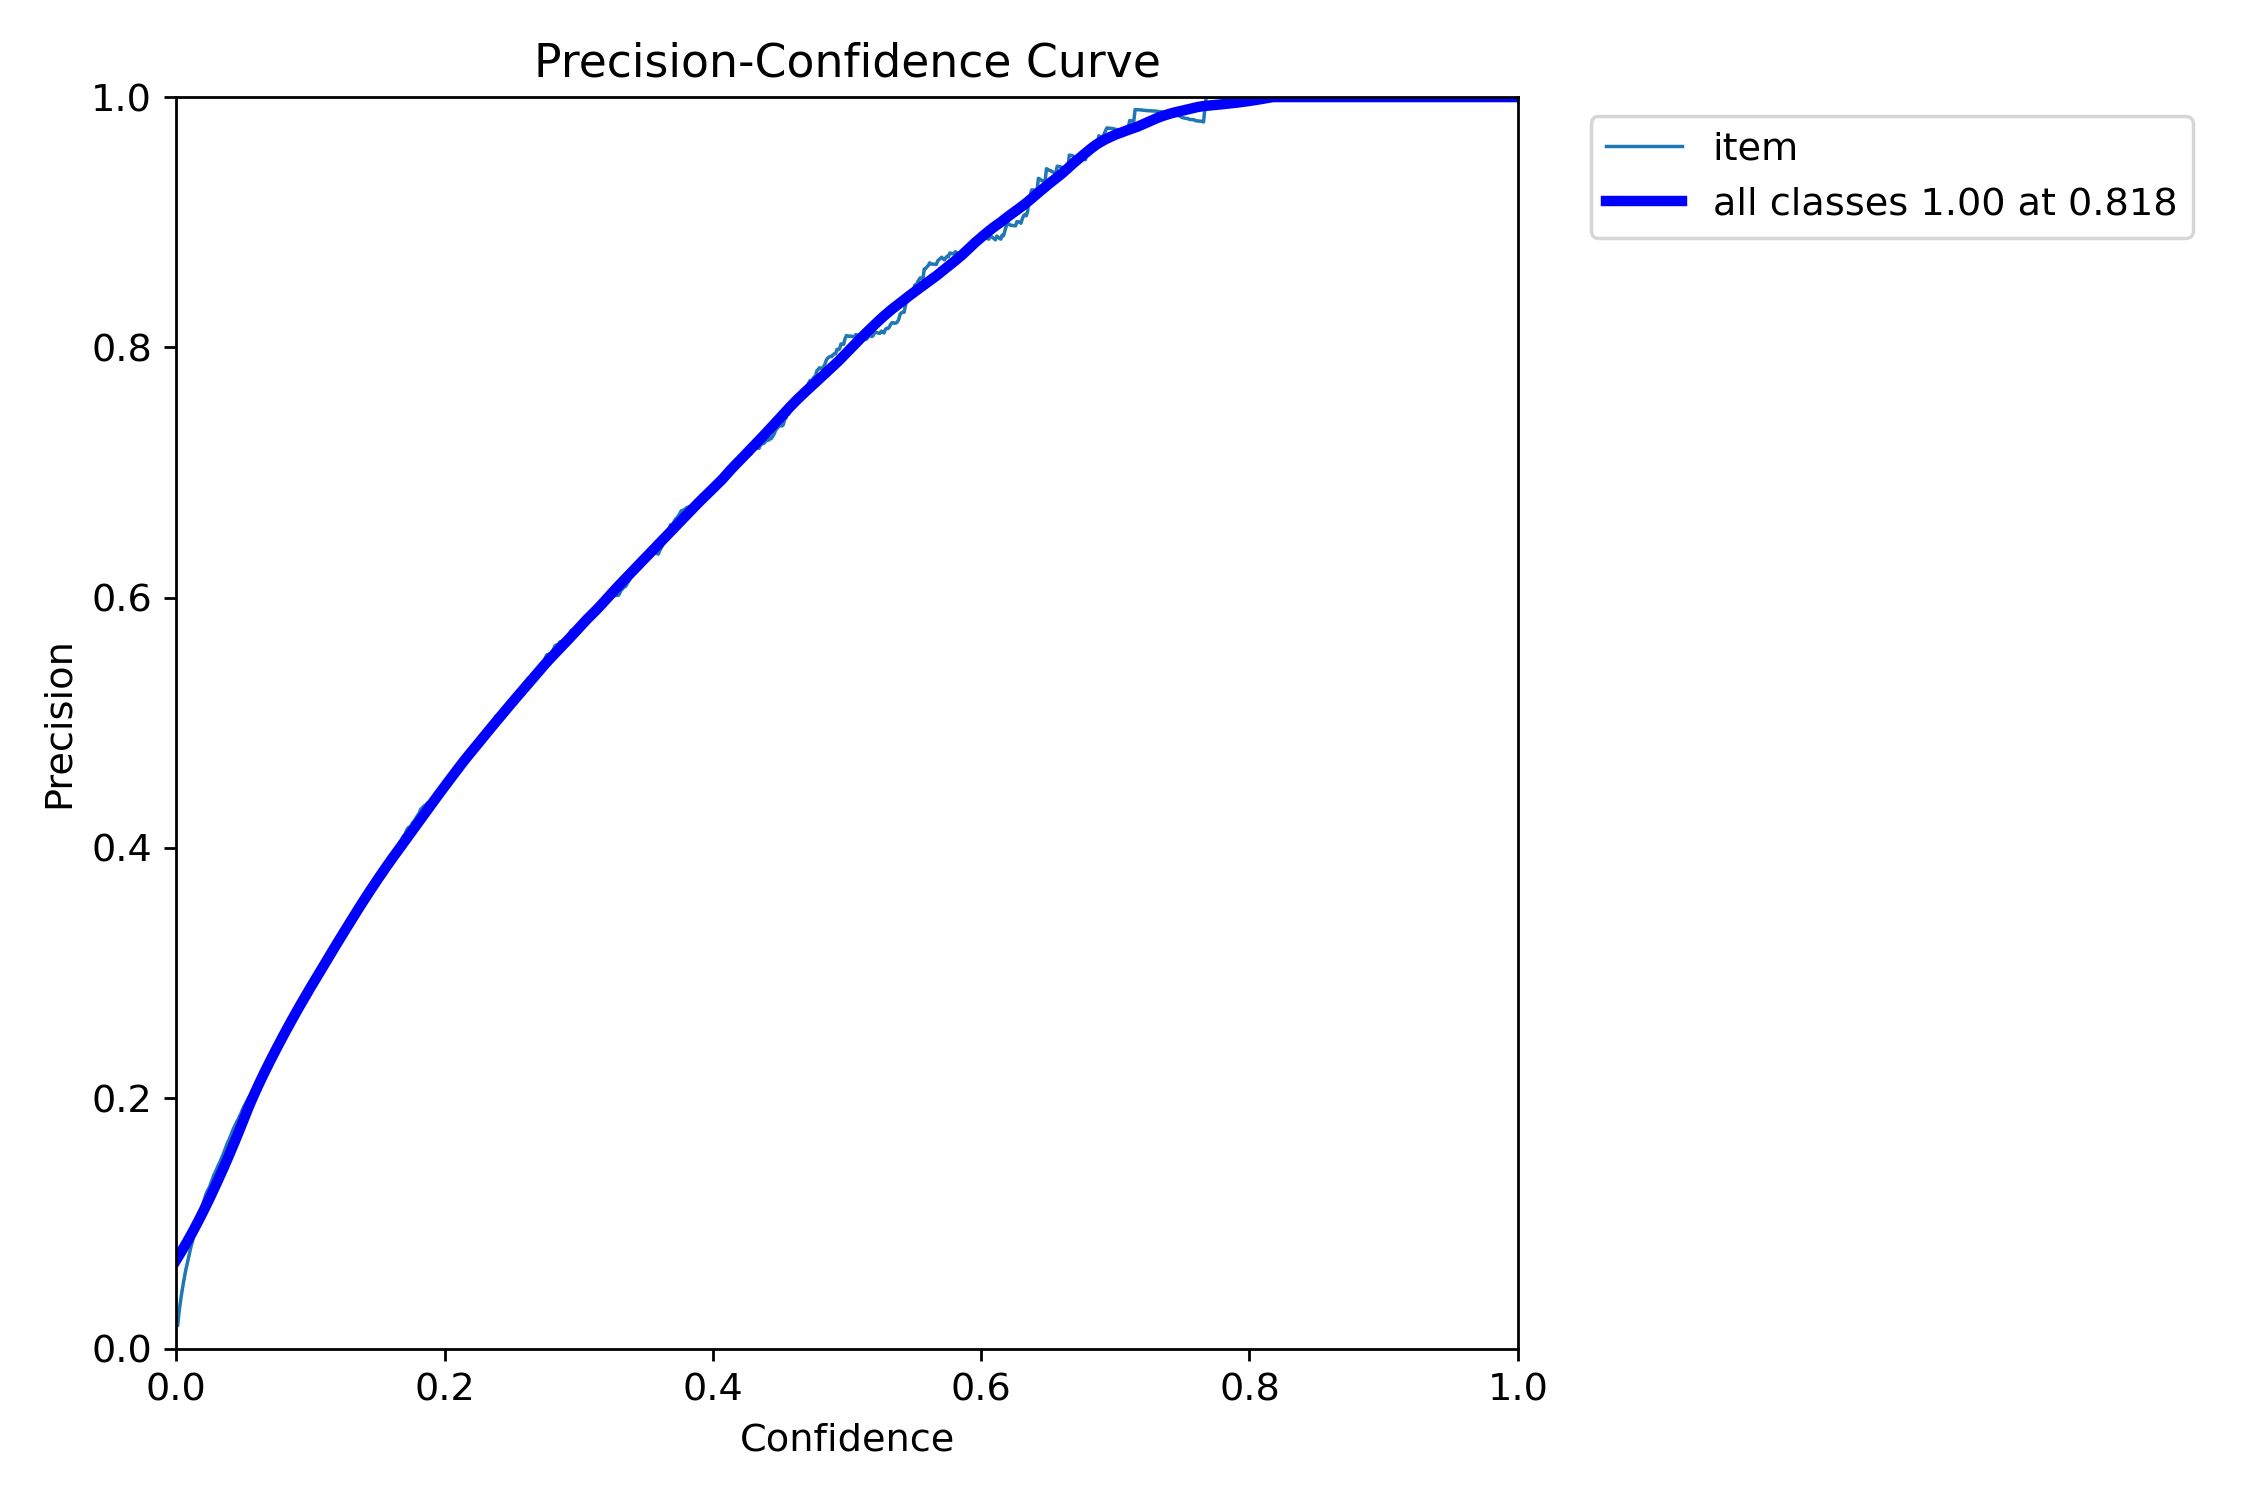 Precision-Confidence Curve
1.0
0.8
0.6
0.4
0.2
0.0
Precision
0.0 0.2 0.4 0.6 0.8 1.0
Confidence
item
all classes 1.00 at 0.818